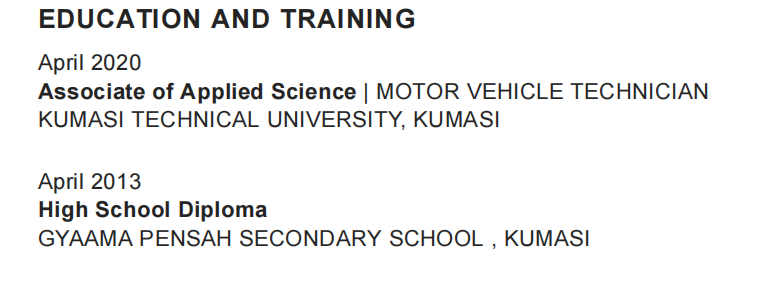 EDUCATION AND TRAINING
April 2020
Associate of Applied Science | MOTOR VEHICLE TECHNICIAN
KUMASI TECHNICAL UNIVERSITY, KUMASI
April 2013
High School Diploma
GYAAMA PENSAH SECONDARY SCHOOL , KUMASI